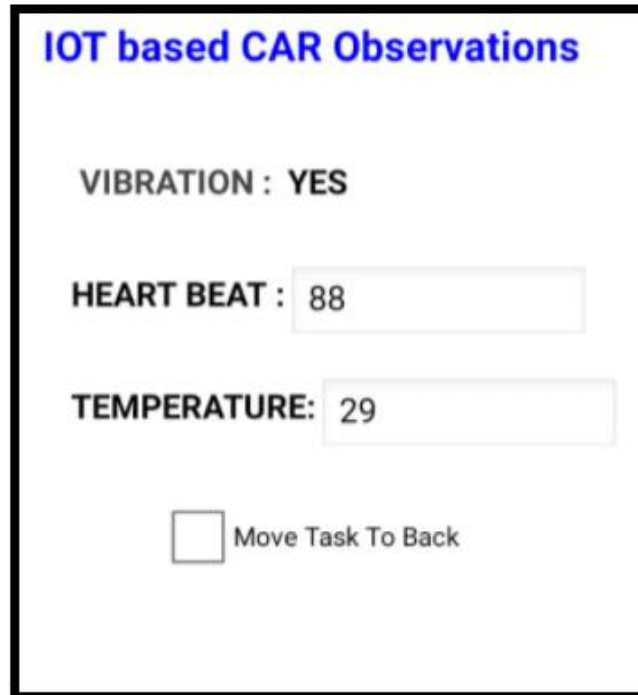 IOT based CAR Observations
VIBRATION : YES
HEART BEAT : 88
TEMPERATURE: 29
Move Task To Back